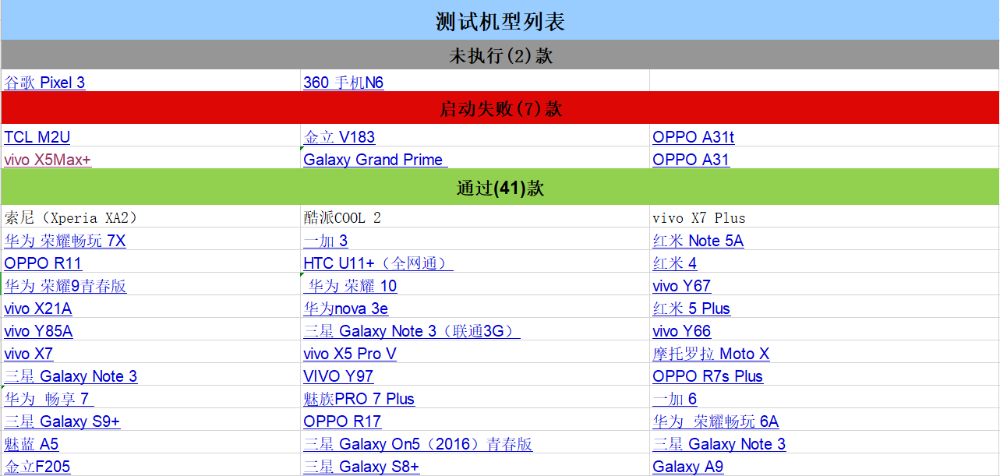 测试机型列表
未执行(2)款
谷歌 Pixel 3 360 手机N6
启动失败(7)款
TCL M2U 金立 V183 OPPO A31t
vivo X5Max+ Galaxy Grand Prime OPPO A31
通过(41)款
索尼（Xperia XA2） 酷派COOL 2 vivo X7 Plus
华为 荣耀畅玩 7X 一加 3 红米 Note 5A
OPPO R11 HTC U11+（全网通） 红米 4
华为 荣耀9青春版 华为 荣耀 10 vivo Y67
vivo X21A 华为nova 3e 红米 5 Plus
vivo Y85A 三星 Galaxy Note 3（联通3G） vivo Y66
vivo X7 vivo X5 Pro V 摩托罗拉 Moto X
三星 Galaxy Note 3 VIVO Y97 OPPO R7s Plus
华为 畅享 7 魅族PRO 7 Plus 一加 6
三星 Galaxy S9+ OPPO R17 华为 荣耀畅玩 6A
魅蓝 A5 三星 Galaxy On5（2016）青春版 三星 Galaxy Note 3
金立F205 三星 Galaxy S8+ Galaxy A9